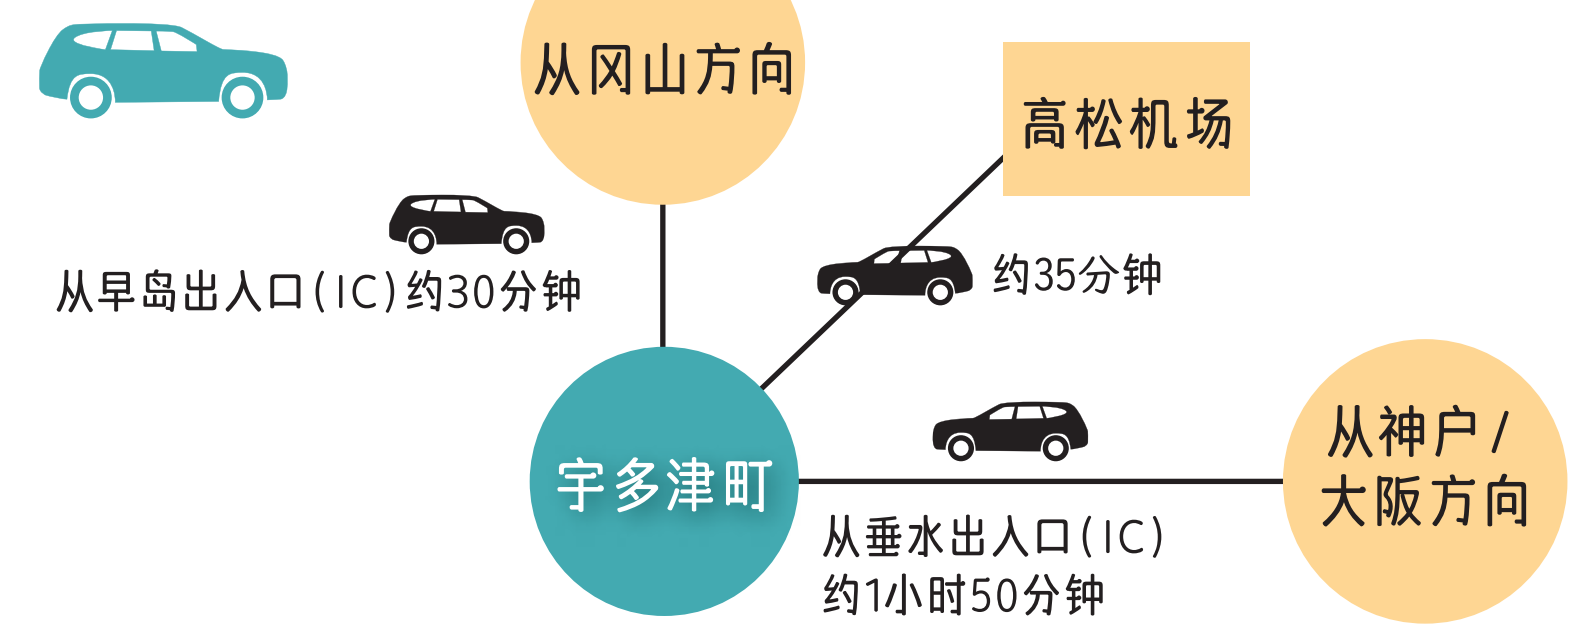 从冈山方向
高松机场
从早岛出入口(IC)约30分钟
约35分钟
从神户/
大阪方向
宇多津町
从垂水出入口(IC)
约1小时50分钟